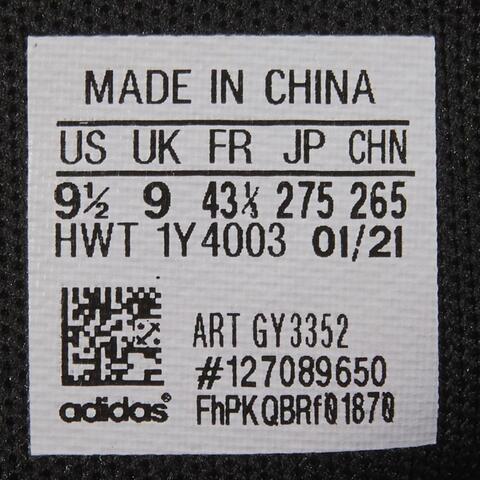 MADE IN CHINA
US UK FR JP CHN
9½ 9 43⅓ 275 265
HWT 1Y4003 01/21
ART GY3352
#127089650
adidas®
FhPKQBRf01870